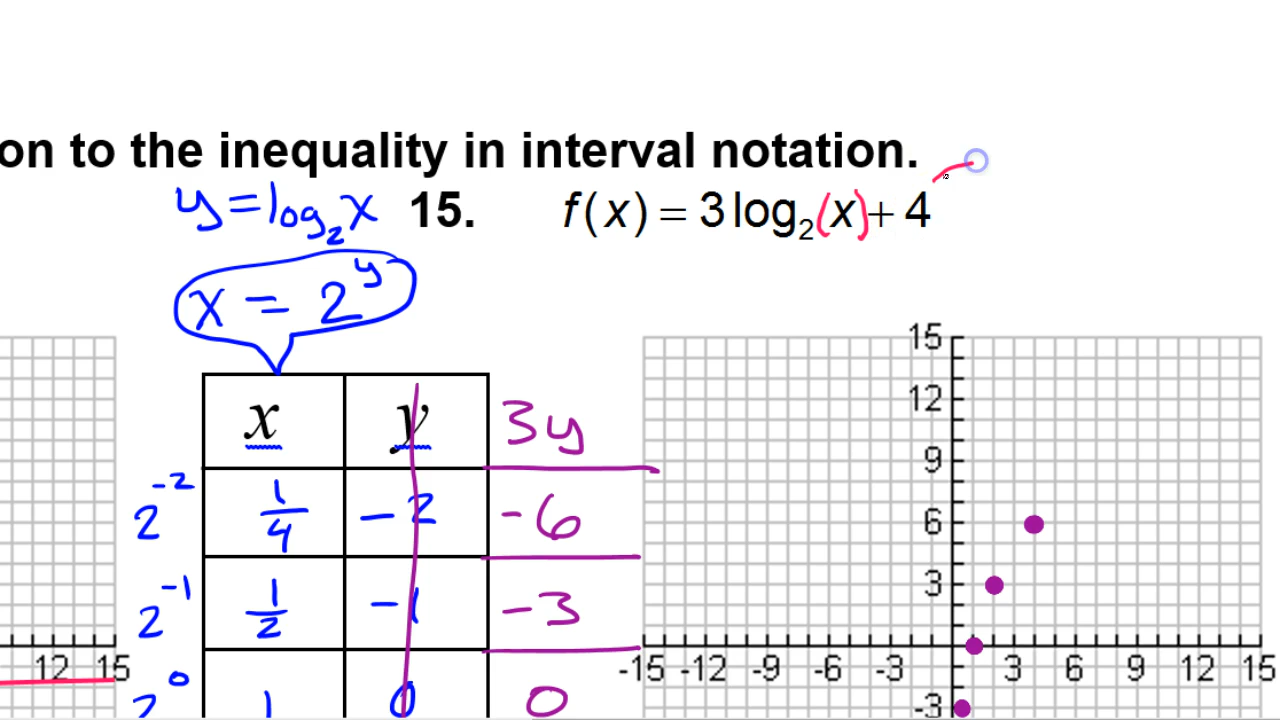 on to the inequality in interval notation.
y = log₂x 15. f(x) = 3 log₂(x) + 4
x = 2^y
x y 3y
2^-2 1/4 -2 -6
2^-1 1/2 -1 -3
2^0 1 0 0
12 15
15
12
9
6
3
-15 -12 -9 -6 -3 3 6 9 12 15
-3